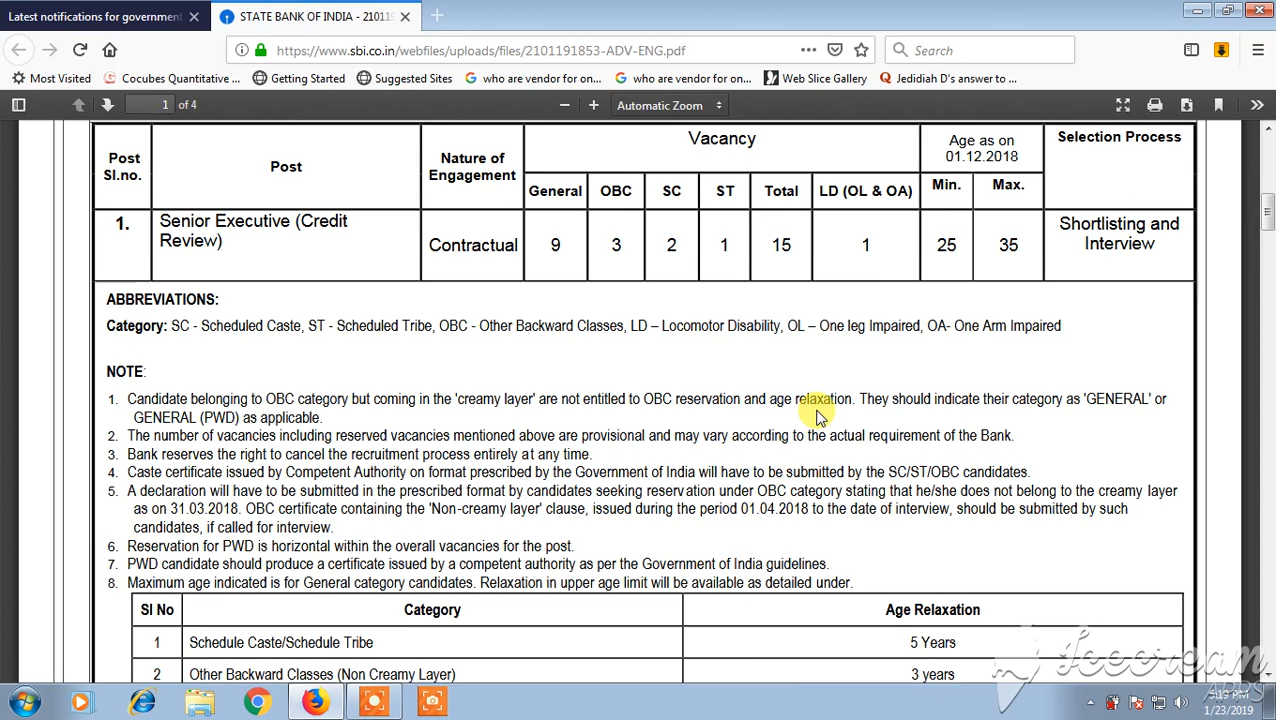 Latest notifications for government
STATE BANK OF INDIA - 21011
https://www.sbi.co.in/webfiles/uploads/files/2101191853-ADV-ENG.pdf
Search
Most Visited
Cocubes Quantitative ...
Getting Started
Suggested Sites
who are vendor for on...
who are vendor for on...
Web Slice Gallery
Jedidiah D's answer to ...
1 of 4
Automatic Zoom
Post Sl.no.
Post
Nature of Engagement
Vacancy
Age as on 01.12.2018
Selection Process
General OBC SC ST Total LD (OL & OA) Min. Max.
1. Senior Executive (Credit Review) Contractual 9 3 2 1 15 1 25 35 Shortlisting and Interview
ABBREVIATIONS:
Category: SC - Scheduled Caste, ST - Scheduled Tribe, OBC - Other Backward Classes, LD – Locomotor Disability, OL – One leg Impaired, OA- One Arm Impaired
NOTE:
1. Candidate belonging to OBC category but coming in the 'creamy layer' are not entitled to OBC reservation and age relaxation. They should indicate their category as 'GENERAL' or
GENERAL (PWD) as applicable.
2. The number of vacancies including reserved vacancies mentioned above are provisional and may vary according to the actual requirement of the Bank.
3. Bank reserves the right to cancel the recruitment process entirely at any time.
4. Caste certificate issued by Competent Authority on format prescribed by the Government of India will have to be submitted by the SC/ST/OBC candidates.
5. A declaration will have to be submitted in the prescribed format by candidates seeking reservation under OBC category stating that he/she does not belong to the creamy layer
as on 31.03.2018. OBC certificate containing the 'Non-creamy layer' clause, issued during the period 01.04.2018 to the date of interview, should be submitted by such
candidates, if called for interview.
6. Reservation for PWD is horizontal within the overall vacancies for the post.
7. PWD candidate should produce a certificate issued by a competent authority as per the Government of India guidelines.
8. Maximum age indicated is for General category candidates. Relaxation in upper age limit will be available as detailed under.
Sl No Category Age Relaxation
1 Schedule Caste/Schedule Tribe 5 Years
2 Other Backward Classes (Non Creamy Layer) 3 years
Icecream
APPS
5:19 PM
1/23/2019